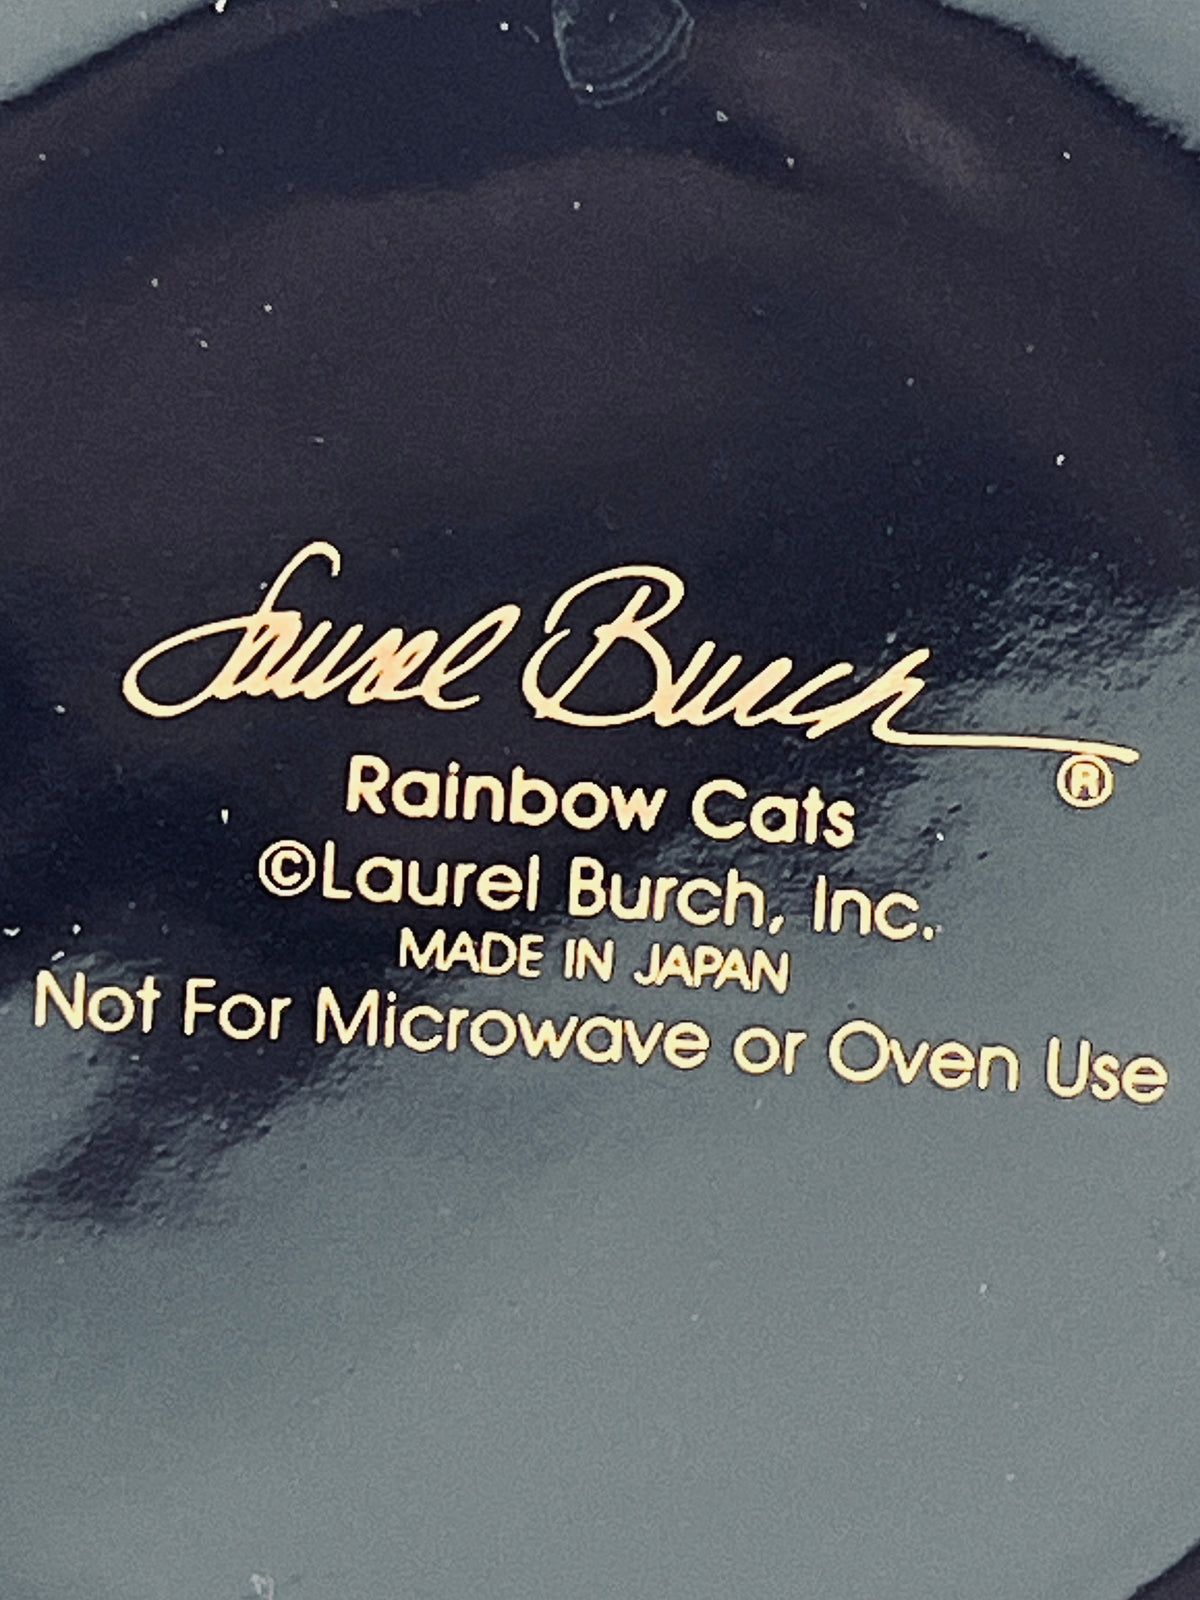 Laurel Burch ®
Rainbow Cats
©Laurel Burch, Inc.
MADE IN JAPAN
Not For Microwave or Oven Use